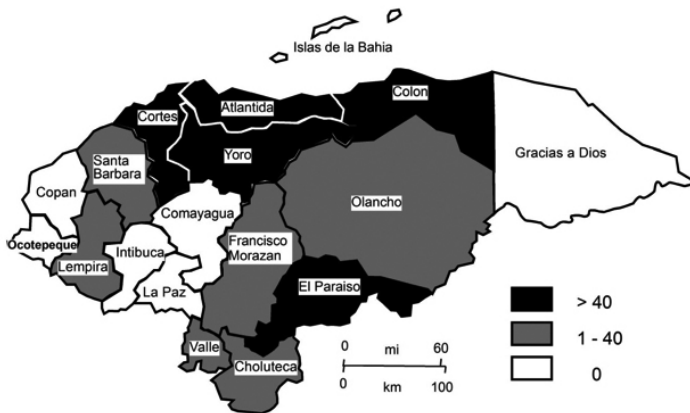 Islas de la Bahia
Colon
Atlantida
Cortes
Yoro
Gracias a Dios
Santa
Barbara
Copan
Olancho
Comayagua
Francisco
Morazan
Ocotepeque
Intibuca
Lempira
La Paz
El Paraiso
Valle
Choluteca
0 mi 60
0 km 100
> 40
1 - 40
0